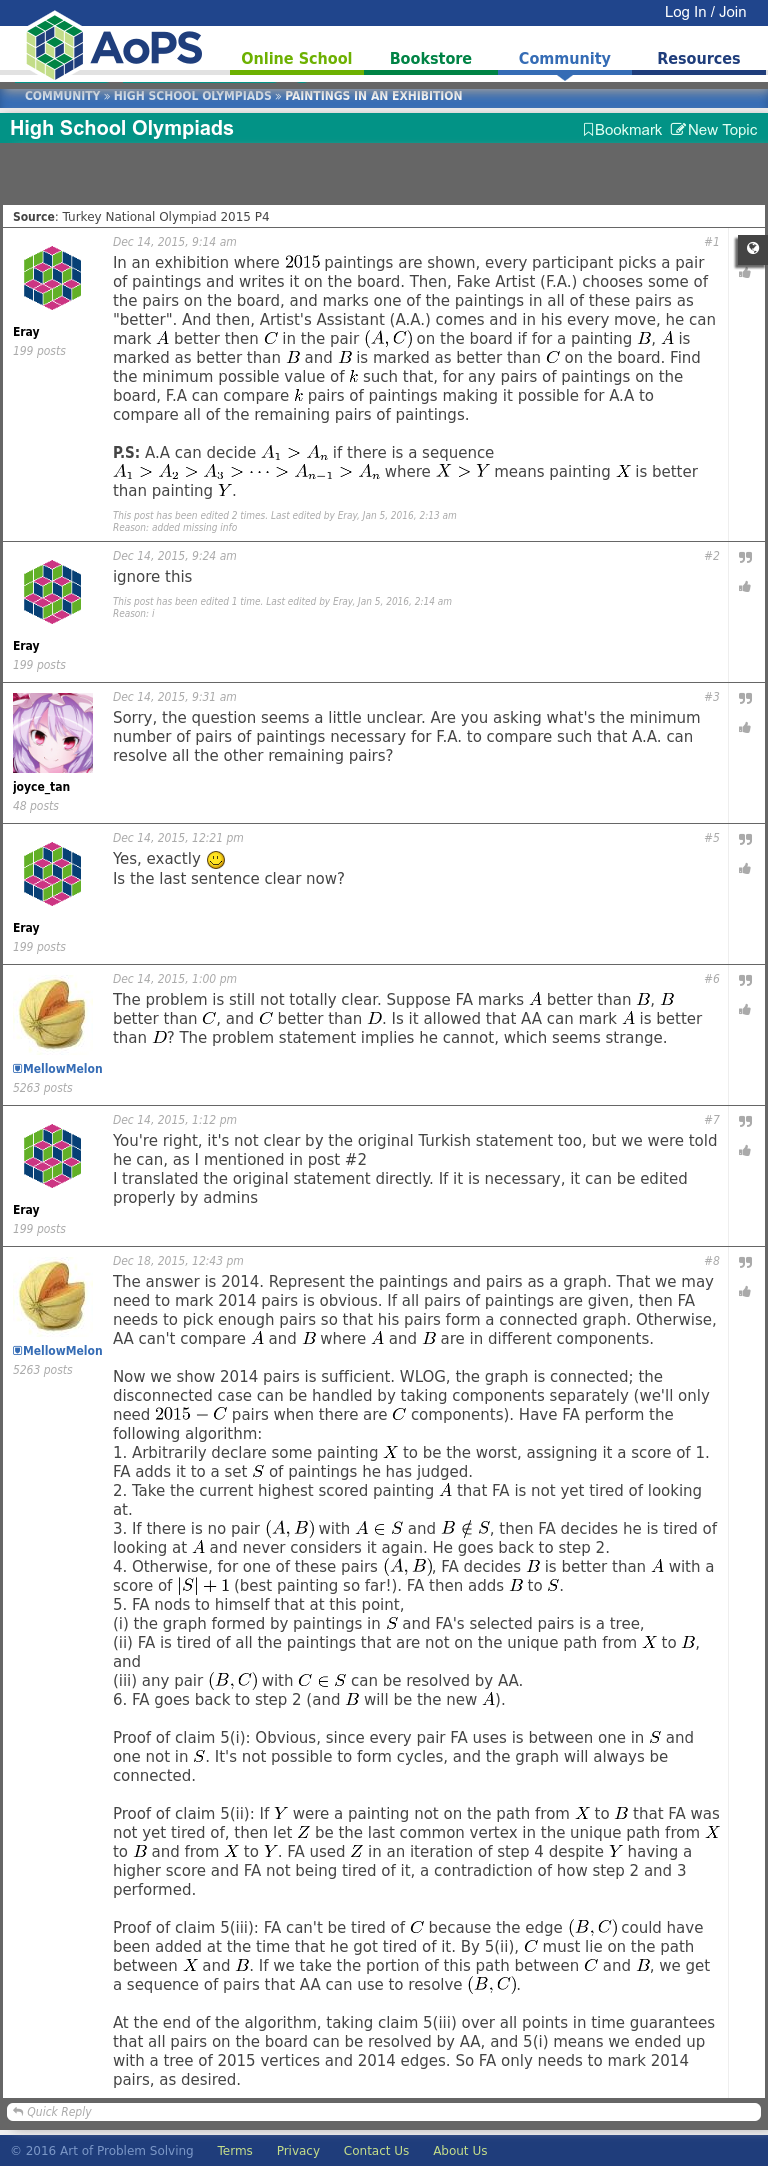 Log In / Join
AoPS
Online School Bookstore Community Resources
COMMUNITY » HIGH SCHOOL OLYMPIADS » PAINTINGS IN AN EXHIBITION
High School Olympiads Bookmark New Topic
Source: Turkey National Olympiad 2015 P4
Dec 14, 2015, 9:14 am #1
Eray
199 posts
In an exhibition where 2015 paintings are shown, every participant picks a pair
of paintings and writes it on the board. Then, Fake Artist (F.A.) chooses some of
the pairs on the board, and marks one of the paintings in all of these pairs as
"better". And then, Artist's Assistant (A.A.) comes and in his every move, he can
mark A better then C in the pair (A, C) on the board if for a painting B, A is
marked as better than B and B is marked as better than C on the board. Find
the minimum possible value of k such that, for any pairs of paintings on the
board, F.A can compare k pairs of paintings making it possible for A.A to
compare all of the remaining pairs of paintings.
P.S: A.A can decide A₁ > Aₙ if there is a sequence
A₁ > A₂ > A₃ > ⋯ > Aₙ₋₁ > Aₙ where X > Y means painting X is better
than painting Y.
This post has been edited 2 times. Last edited by Eray, Jan 5, 2016, 2:13 am
Reason: added missing info
Dec 14, 2015, 9:24 am #2
Eray
199 posts
ignore this
This post has been edited 1 time. Last edited by Eray, Jan 5, 2016, 2:14 am
Reason: i
Dec 14, 2015, 9:31 am #3
joyce_tan
48 posts
Sorry, the question seems a little unclear. Are you asking what's the minimum
number of pairs of paintings necessary for F.A. to compare such that A.A. can
resolve all the other remaining pairs?
Dec 14, 2015, 12:21 pm #5
Eray
199 posts
Yes, exactly
Is the last sentence clear now?
Dec 14, 2015, 1:00 pm #6
MellowMelon
5263 posts
The problem is still not totally clear. Suppose FA marks A better than B, B
better than C, and C better than D. Is it allowed that AA can mark A is better
than D? The problem statement implies he cannot, which seems strange.
Dec 14, 2015, 1:12 pm #7
Eray
199 posts
You're right, it's not clear by the original Turkish statement too, but we were told
he can, as I mentioned in post #2
I translated the original statement directly. If it is necessary, it can be edited
properly by admins
Dec 18, 2015, 12:43 pm #8
MellowMelon
5263 posts
The answer is 2014. Represent the paintings and pairs as a graph. That we may
need to mark 2014 pairs is obvious. If all pairs of paintings are given, then FA
needs to pick enough pairs so that his pairs form a connected graph. Otherwise,
AA can't compare A and B where A and B are in different components.
Now we show 2014 pairs is sufficient. WLOG, the graph is connected; the
disconnected case can be handled by taking components separately (we'll only
need 2015 − C pairs when there are C components). Have FA perform the
following algorithm:
1. Arbitrarily declare some painting X to be the worst, assigning it a score of 1.
FA adds it to a set S of paintings he has judged.
2. Take the current highest scored painting A that FA is not yet tired of looking
at.
3. If there is no pair (A, B) with A ∈ S and B ∉ S, then FA decides he is tired of
looking at A and never considers it again. He goes back to step 2.
4. Otherwise, for one of these pairs (A, B), FA decides B is better than A with a
score of |S| + 1 (best painting so far!). FA then adds B to S.
5. FA nods to himself that at this point,
(i) the graph formed by paintings in S and FA's selected pairs is a tree,
(ii) FA is tired of all the paintings that are not on the unique path from X to B,
and
(iii) any pair (B, C) with C ∈ S can be resolved by AA.
6. FA goes back to step 2 (and B will be the new A).
Proof of claim 5(i): Obvious, since every pair FA uses is between one in S and
one not in S. It's not possible to form cycles, and the graph will always be
connected.
Proof of claim 5(ii): If Y were a painting not on the path from X to B that FA was
not yet tired of, then let Z be the last common vertex in the unique path from X
to B and from X to Y. FA used Z in an iteration of step 4 despite Y having a
higher score and FA not being tired of it, a contradiction of how step 2 and 3
performed.
Proof of claim 5(iii): FA can't be tired of C because the edge (B, C) could have
been added at the time that he got tired of it. By 5(ii), C must lie on the path
between X and B. If we take the portion of this path between C and B, we get
a sequence of pairs that AA can use to resolve (B, C).
At the end of the algorithm, taking claim 5(iii) over all points in time guarantees
that all pairs on the board can be resolved by AA, and 5(i) means we ended up
with a tree of 2015 vertices and 2014 edges. So FA only needs to mark 2014
pairs, as desired.
Quick Reply
© 2016 Art of Problem Solving Terms Privacy Contact Us About Us